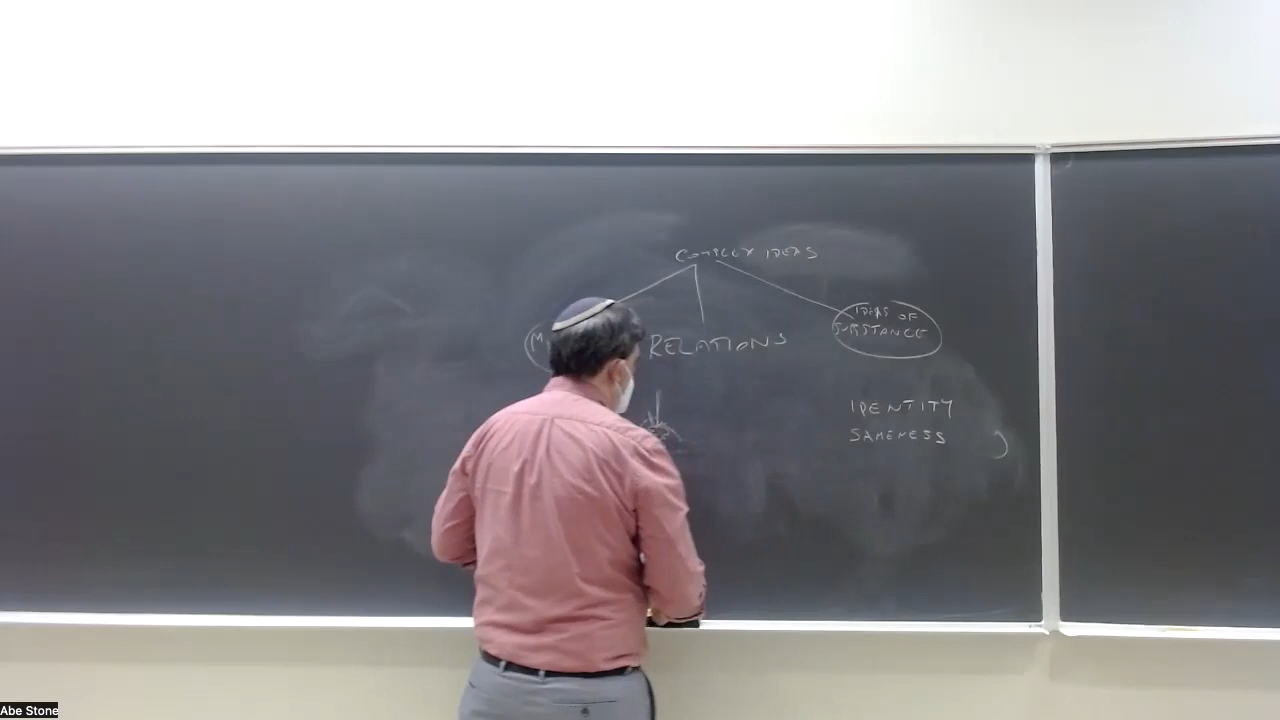 COMPLEX IDEAS
IDEAS OF
SUBSTANCE
M
RELATIONS
IDENTITY
SAMENESS
Abe Stone